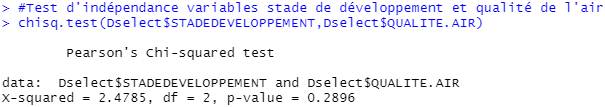 > #Test d'indépendance variables stade de développement et qualité de l'air
> chisq.test(Dselect$STADEDEVELOPPEMENT,Dselect$QUALITE.AIR)
Pearson's Chi-squared test
data:  Dselect$STADEDEVELOPPEMENT and Dselect$QUALITE.AIR
X-squared = 2.4785, df = 2, p-value = 0.2896